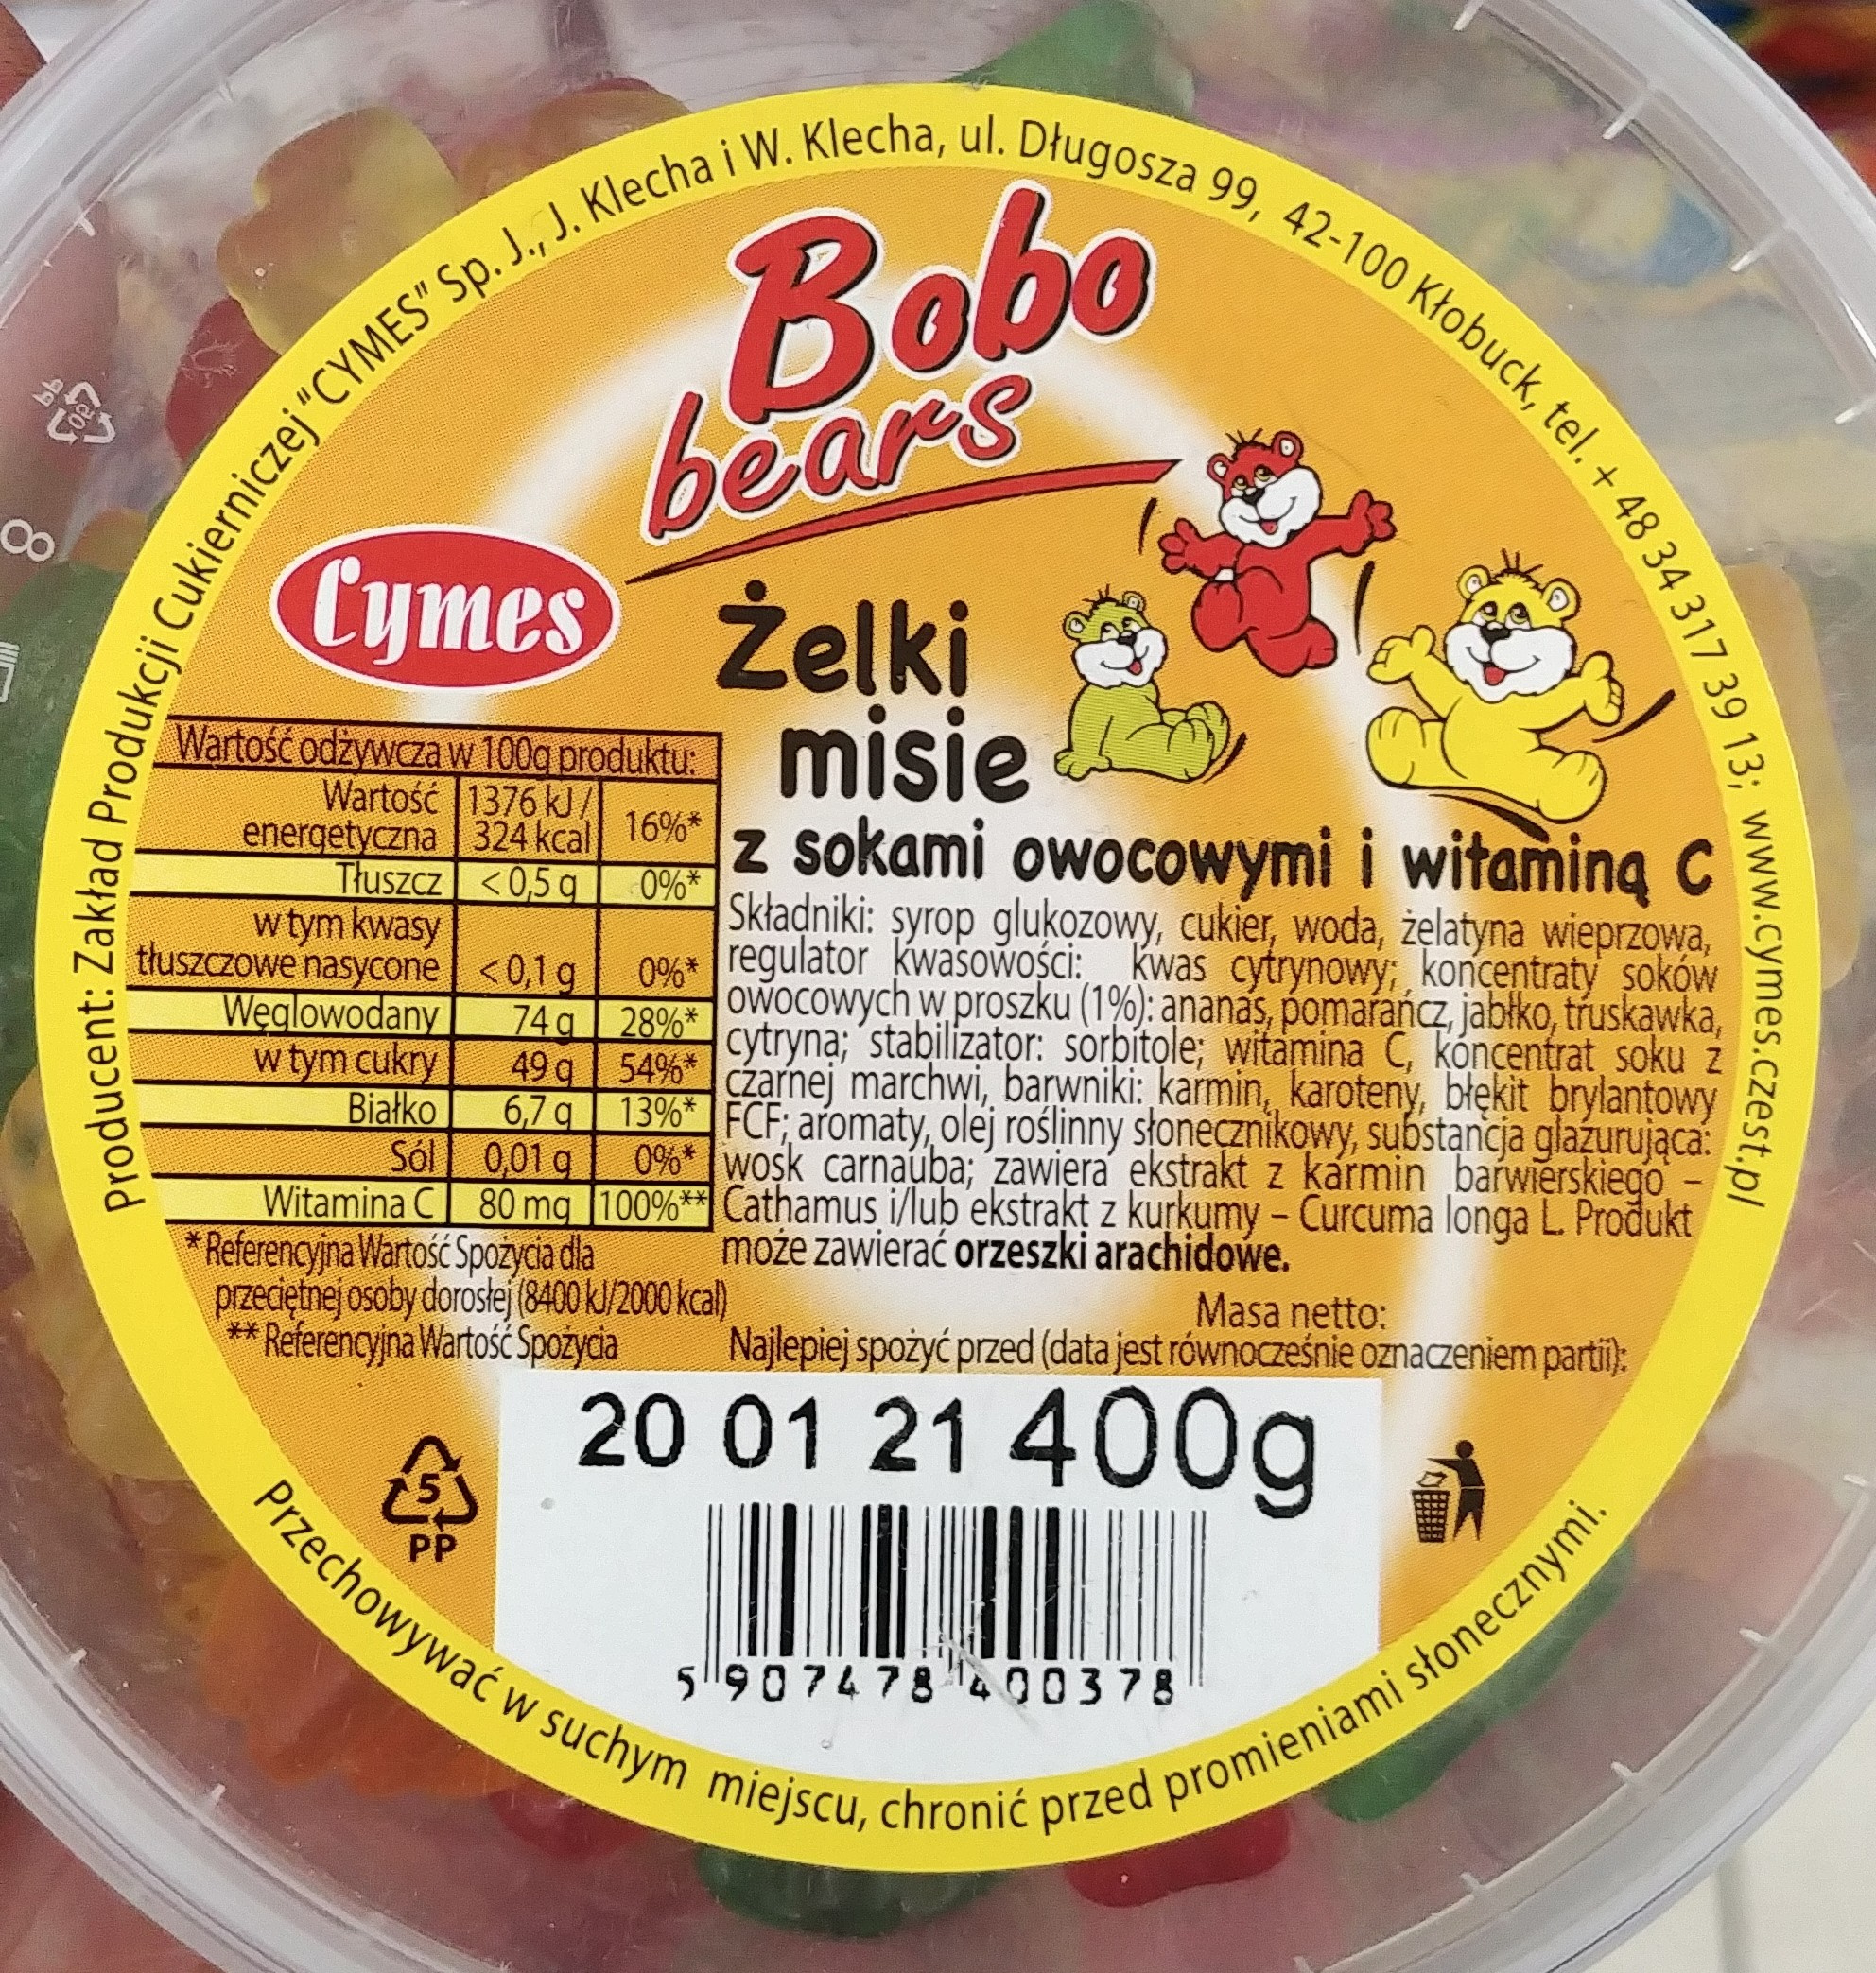 Producent: Zakład Produkcji Cukierniczej "CYMES" Sp. J., J. Klecha i W. Klecha, ul. Długosza 99, 42-100 Kłobuck, tel. + 48 34 317 39 13; www.cymes.czest.pl
Bobo
bears
Cymes
Żelki
misie
z sokami owocowymi i witaminą C
Wartość odżywcza w 100g produktu:
Wartość energetyczna 1376 kJ / 324 kcal 16%*
Tłuszcz < 0,5 g 0%*
w tym kwasy
tłuszczowe nasycone < 0,1 g 0%*
Węglowodany 74 g 28%*
w tym cukry 49 g 54%*
Białko 6,7 g 13%*
Sól 0,01 g 0%*
Witamina C 80 mg 100%**
* Referencyjna Wartość Spożycia dla
przeciętnej osoby dorosłej (8400 kJ/2000 kcal)
** Referencyjna Wartość Spożycia
Składniki: syrop glukozowy, cukier, woda, żelatyna wieprzowa,
regulator kwasowości: kwas cytrynowy; koncentraty soków
owocowych w proszku (1%): ananas, pomarańcz, jabłko, truskawka,
cytryna; stabilizator: sorbitole; witamina C, koncentrat soku z
czarnej marchwi, barwniki: karmin, karoteny, błękit brylantowy
FCF; aromaty, olej roślinny słonecznikowy, substancja glazurująca:
wosk carnauba; zawiera ekstrakt z karmin barwierskiego –
Cathamus i/lub ekstrakt z kurkumy – Curcuma longa L. Produkt
może zawierać orzeszki arachidowe.
Masa netto:
Najlepiej spożyć przed (data jest równocześnie oznaczeniem partii):
20 01 21 400g
5 907478 400378
5
PP
Przechowywać w suchym miejscu, chronić przed promieniami słonecznymi.
8